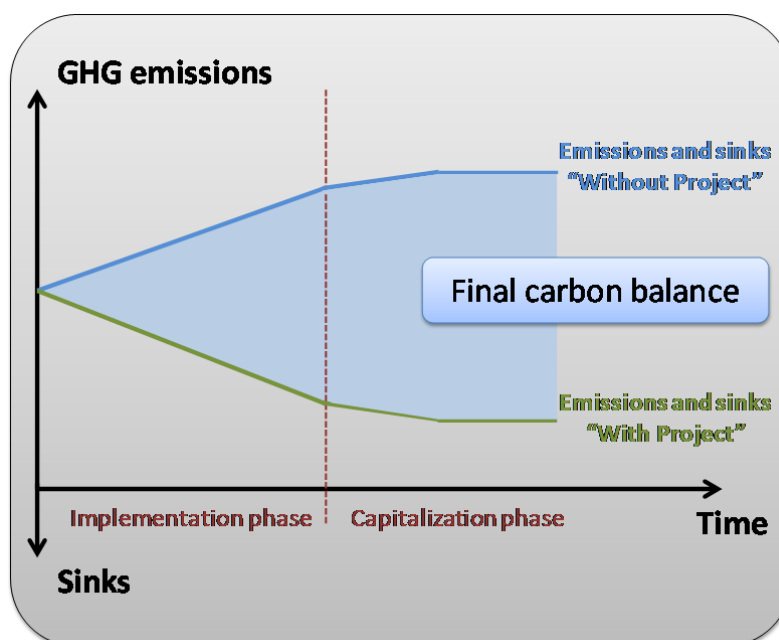 GHG emissions
Emissions and sinks
“Without Project”
Final carbon balance
Emissions and sinks
“With Project”
Implementation phase
Capitalization phase
Time
Sinks